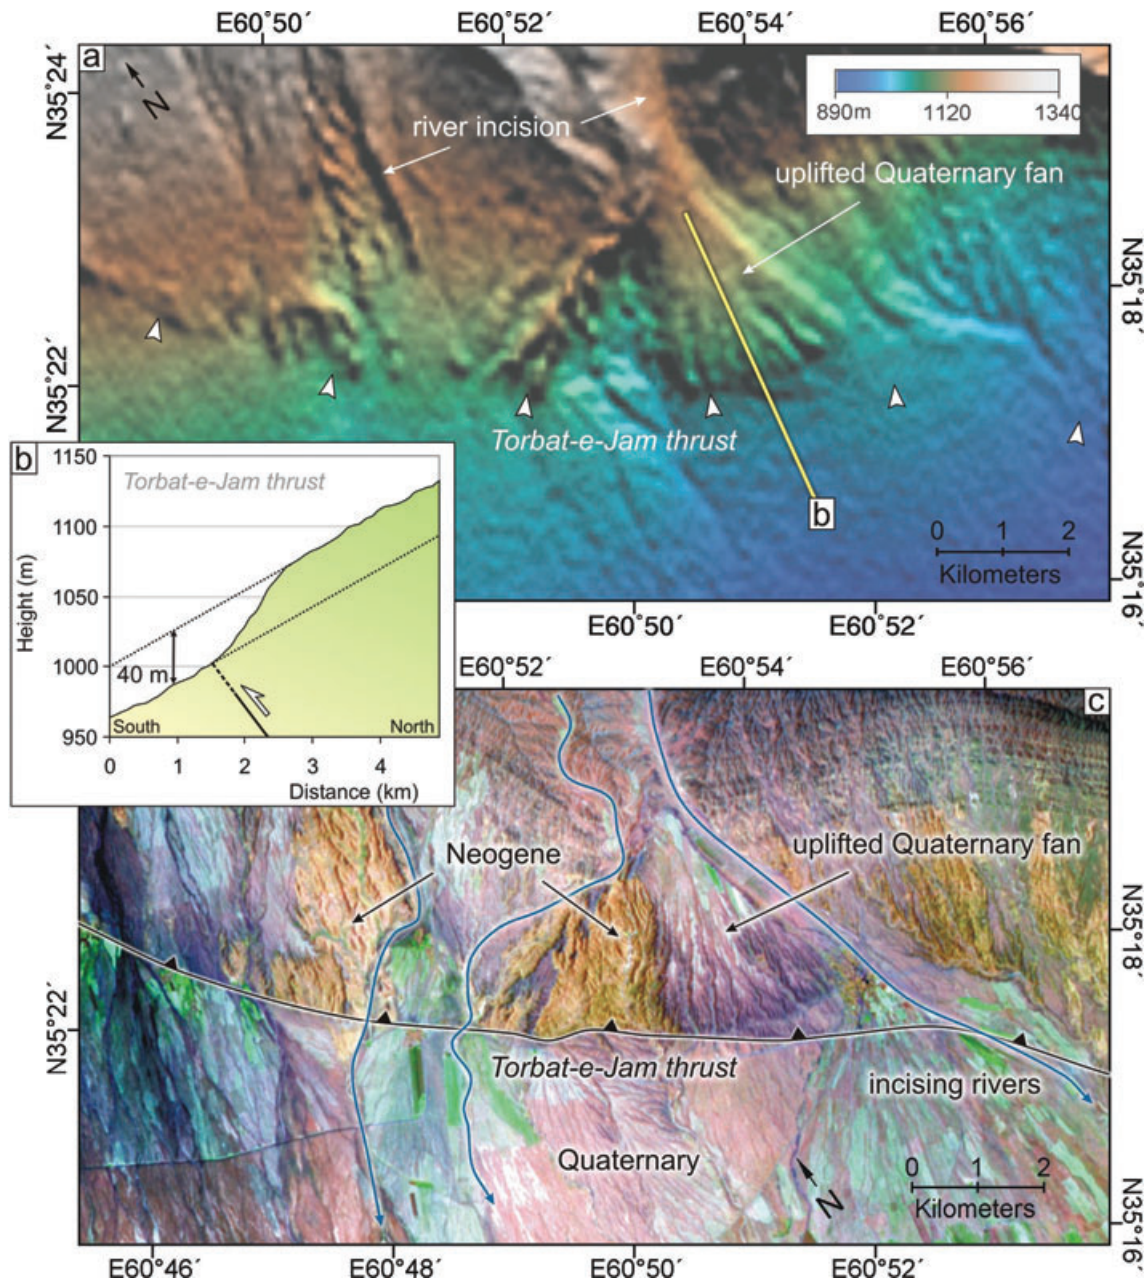 E60°50´ E60°52´ E60°54´ E60°56´
a
N35°24´
N
river incision
890m 1120 1340
uplifted Quaternary fan
N35°18´
N35°22´
Torbat-e-Jam thrust
b
0 1 2
Kilometers
N35°16´
E60°50´ E60°52´
b
Torbat-e-Jam thrust
Height (m)
1150
1100
1050
1000
950
40 m
South North
0 1 2 3 4
Distance (km)
E60°52´ E60°54´ E60°56´
c
Neogene
uplifted Quaternary fan
N35°18´
N35°22´
Torbat-e-Jam thrust
incising rivers
Quaternary
N
0 1 2
Kilometers
N35°16´
E60°46´ E60°48´ E60°50´ E60°52´